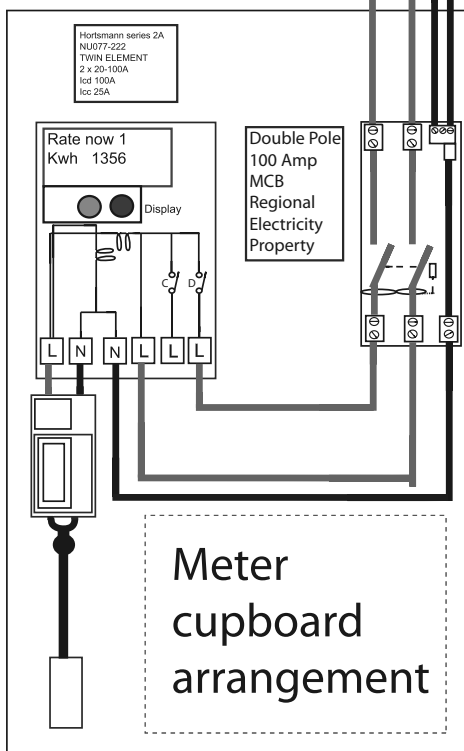 Hortsmann series 2A
NU077-222
TWIN ELEMENT
2 x 20-100A
Icd 100A
Icc 25A
Rate now 1
Kwh 1356
Display
Double Pole
100 Amp
MCB
Regional
Electricity
Property
C D
L N N L L L
Meter
cupboard
arrangement